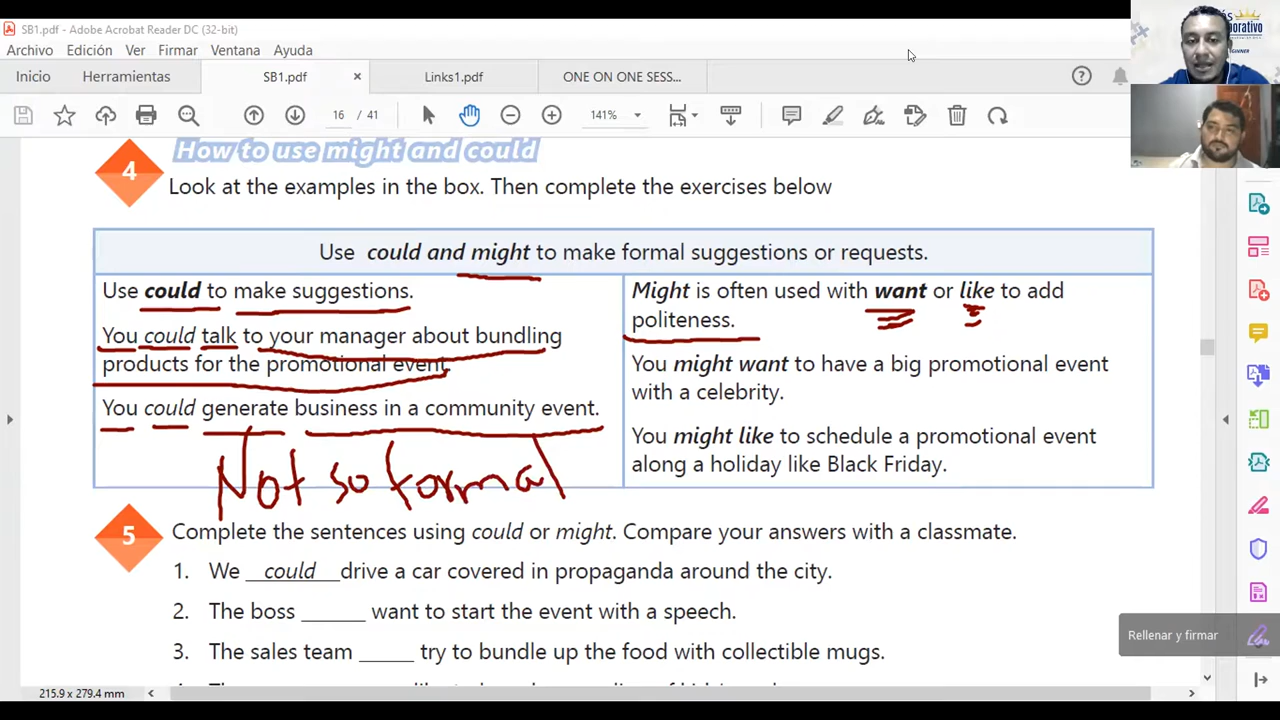 SB1.pdf - Adobe Acrobat Reader DC (32-bit)
Archivo Edición Ver Firmar Ventana Ayuda
Inicio Herramientas SB1.pdf × Links1.pdf ONE ON ONE SESS...
16 / 41 141%
4 How to use might and could
Look at the examples in the box. Then complete the exercises below
Use could and might to make formal suggestions or requests.
Use could to make suggestions.
You could talk to your manager about bundling
products for the promotional event.
You could generate business in a community event.
Not so formal
Might is often used with want or like to add
politeness.
You might want to have a big promotional event
with a celebrity.
You might like to schedule a promotional event
along a holiday like Black Friday.
5 Complete the sentences using could or might. Compare your answers with a classmate.
1. We __could__ drive a car covered in propaganda around the city.
2. The boss ______ want to start the event with a speech.
3. The sales team _____ try to bundle up the food with collectible mugs.
Rellenar y firmar
215.9 x 279.4 mm